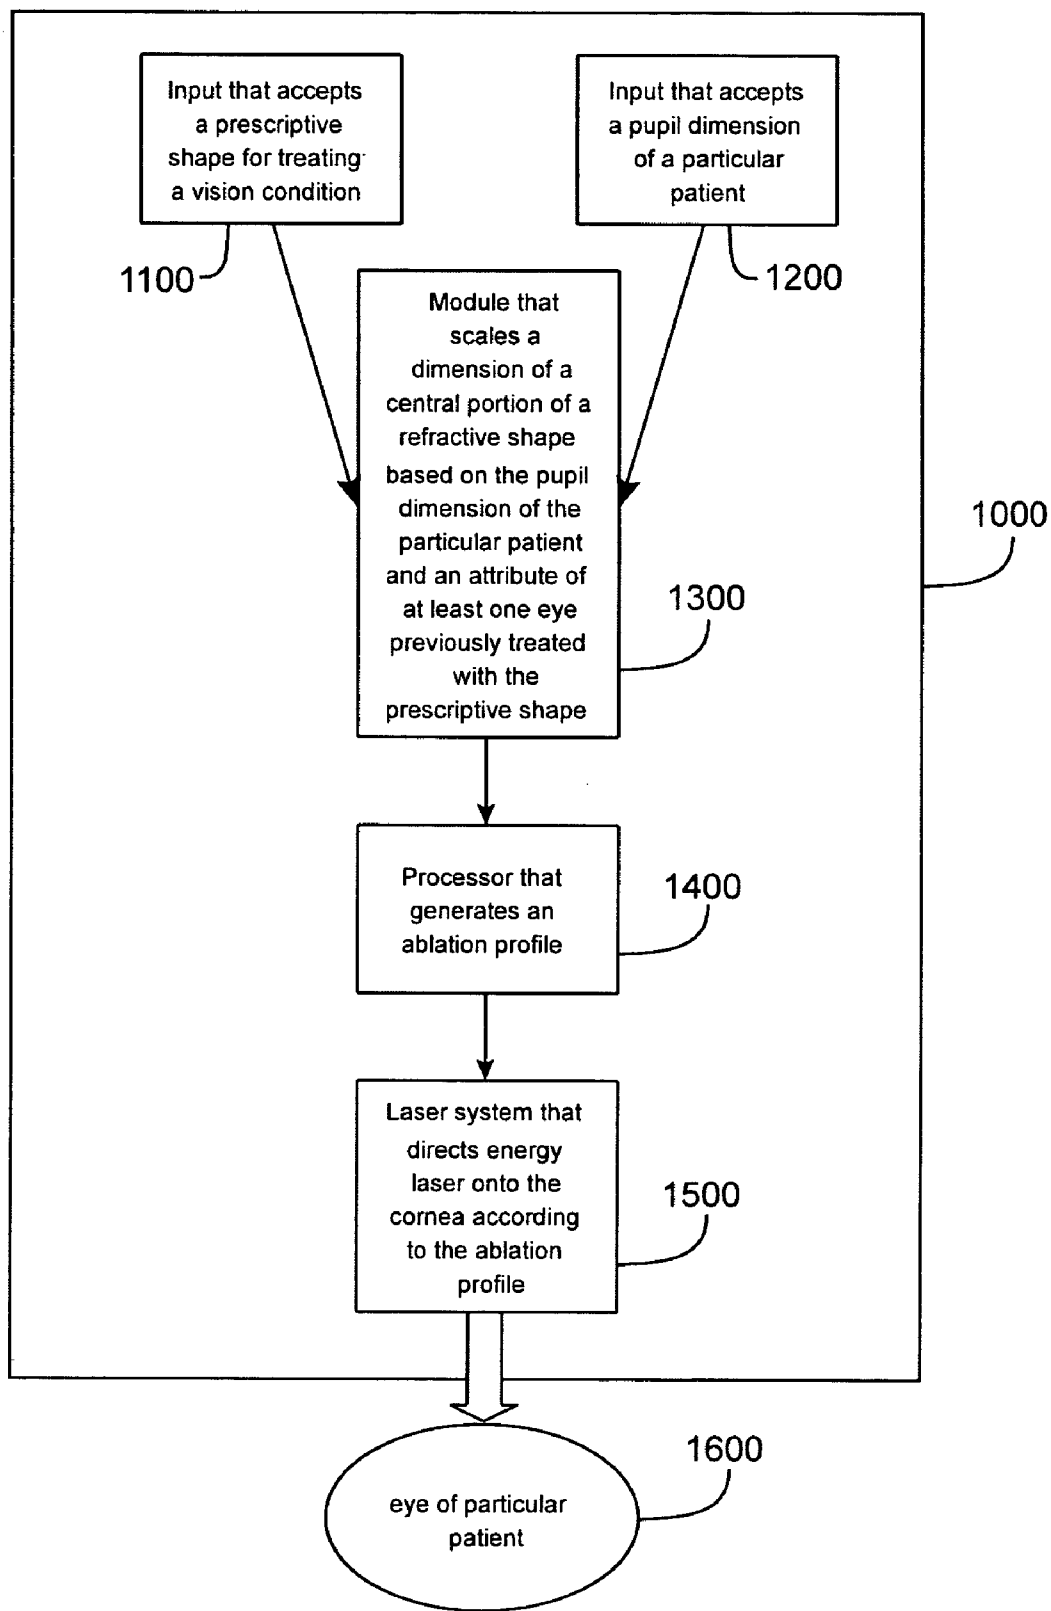 Input that accepts
a prescriptive
shape for treating
a vision condition
Input that accepts
a pupil dimension
of a particular
patient
1100
1200
Module that
scales a
dimension of a
central portion of a
refractive shape
based on the pupil
dimension of the
particular patient
and an attribute of
at least one eye
previously treated
with the
prescriptive shape
1000
1300
Processor that
generates an
ablation profile
1400
Laser system that
directs energy
laser onto the
cornea according
to the ablation
profile
1500
eye of particular
patient
1600